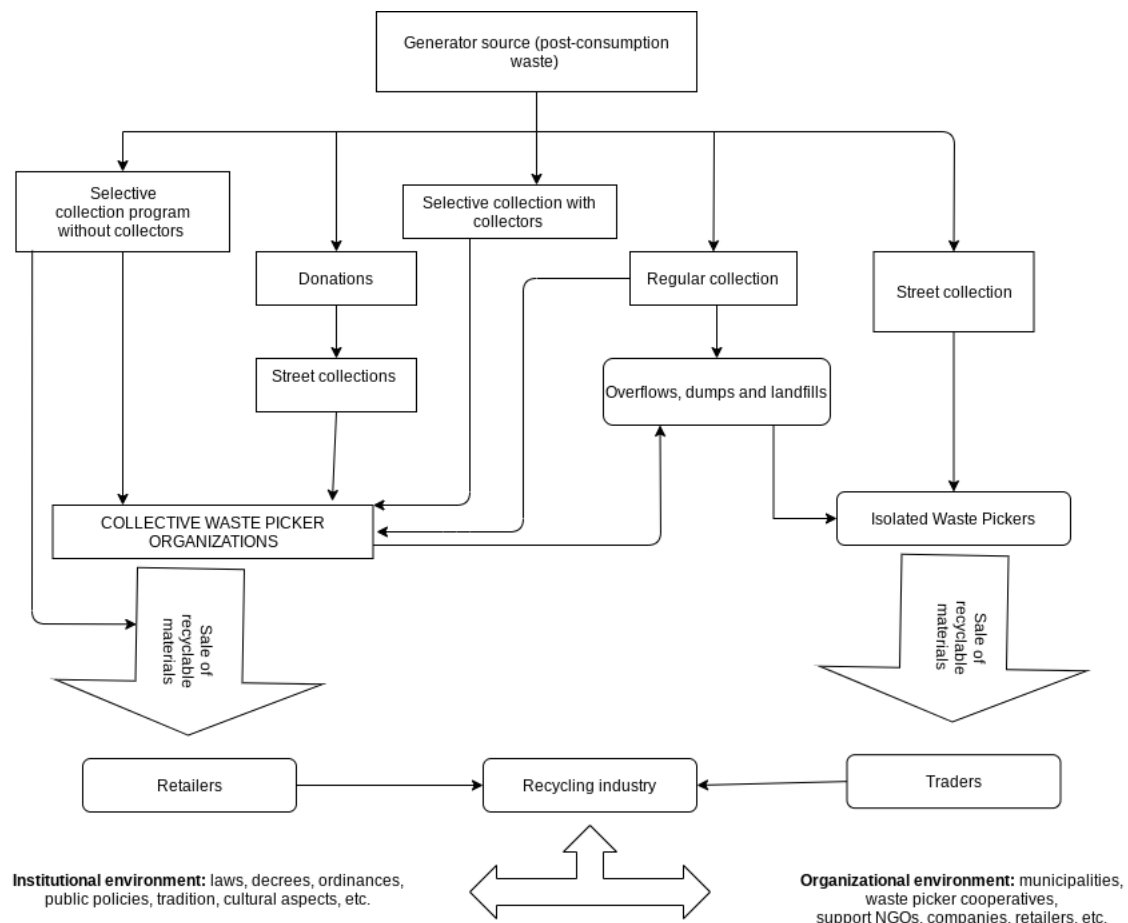 Generator source (post-consumption
waste)
Selective
collection program
without collectors
Selective collection with
collectors
Donations
Regular collection
Street collection
Street collections
Overflows, dumps and landfills
COLLECTIVE WASTE PICKER
ORGANIZATIONS
Isolated Waste Pickers
Sale of
recyclable
materials
Sale of
recyclable
materials
Retailers
Recycling industry
Traders
Institutional environment: laws, decrees, ordinances,
public policies, tradition, cultural aspects, etc.
Organizational environment: municipalities,
waste picker cooperatives,
support NGOs, companies, retailers, etc.